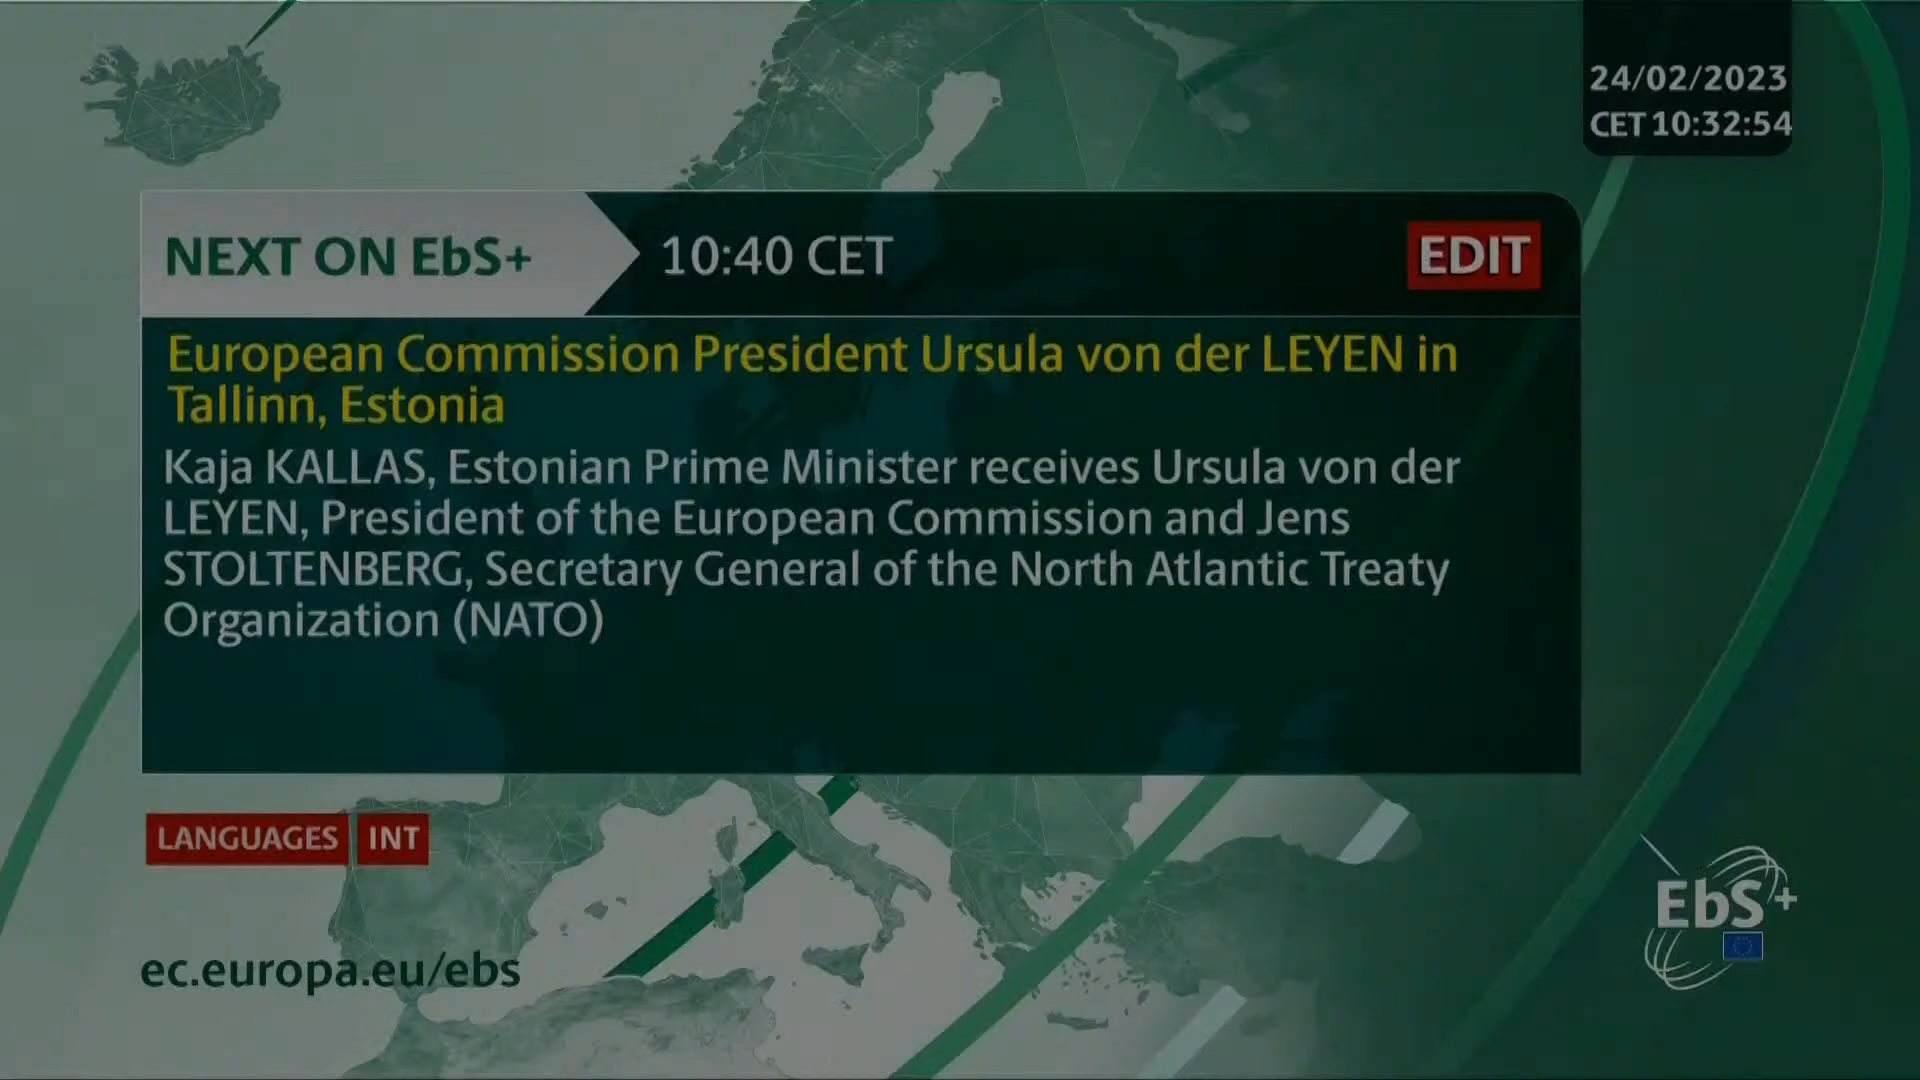 24/02/2023
CET 10:32:54
NEXT ON EbS+
10:40 CET
EDIT
European Commission President Ursula von der LEYEN in
Tallinn, Estonia
Kaja KALLAS, Estonian Prime Minister receives Ursula von der
LEYEN, President of the European Commission and Jens
STOLTENBERG, Secretary General of the North Atlantic Treaty
Organization (NATO)
LANGUAGES INT
EbS+
ec.europa.eu/ebs